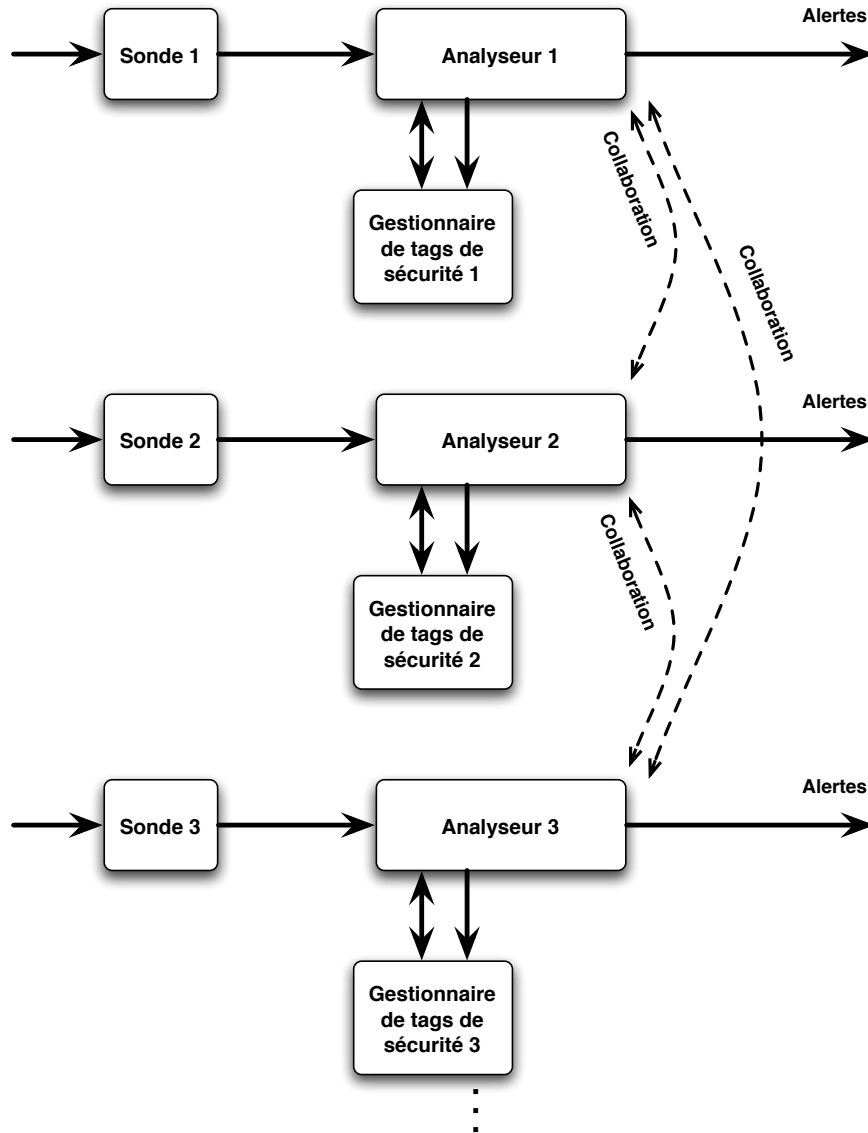 Alertes
Sonde 1
Analyseur 1
Collaboration
Gestionnaire
de tags de
sécurité 1
Collaboration
Alertes
Sonde 2
Analyseur 2
Collaboration
Gestionnaire
de tags de
sécurité 2
Alertes
Sonde 3
Analyseur 3
Gestionnaire
de tags de
sécurité 3